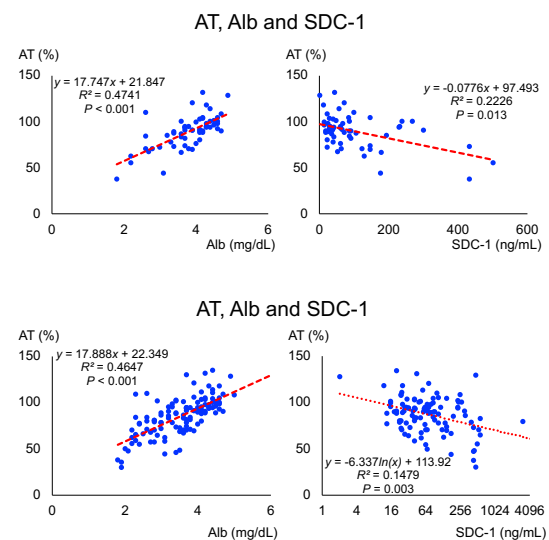 AT, Alb and SDC-1
AT (%)
AT (%)
150
y = 17.747x + 21.847
R² = 0.4741
P < 0.001
100
50
0
0
2
4
6
Alb (mg/dL)
150
y = -0.0776x + 97.493
R² = 0.2226
P = 0.013
100
50
0
0
200
400
600
SDC-1 (ng/mL)
AT, Alb and SDC-1
AT (%)
AT (%)
150
y = 17.888x + 22.349
R² = 0.4647
P < 0.001
100
50
0
0
2
4
6
Alb (mg/dL)
150
100
50
y = -6.337ln(x) + 113.92
R² = 0.1479
P = 0.003
0
1
4
16
64
256
1024
4096
SDC-1 (ng/mL)